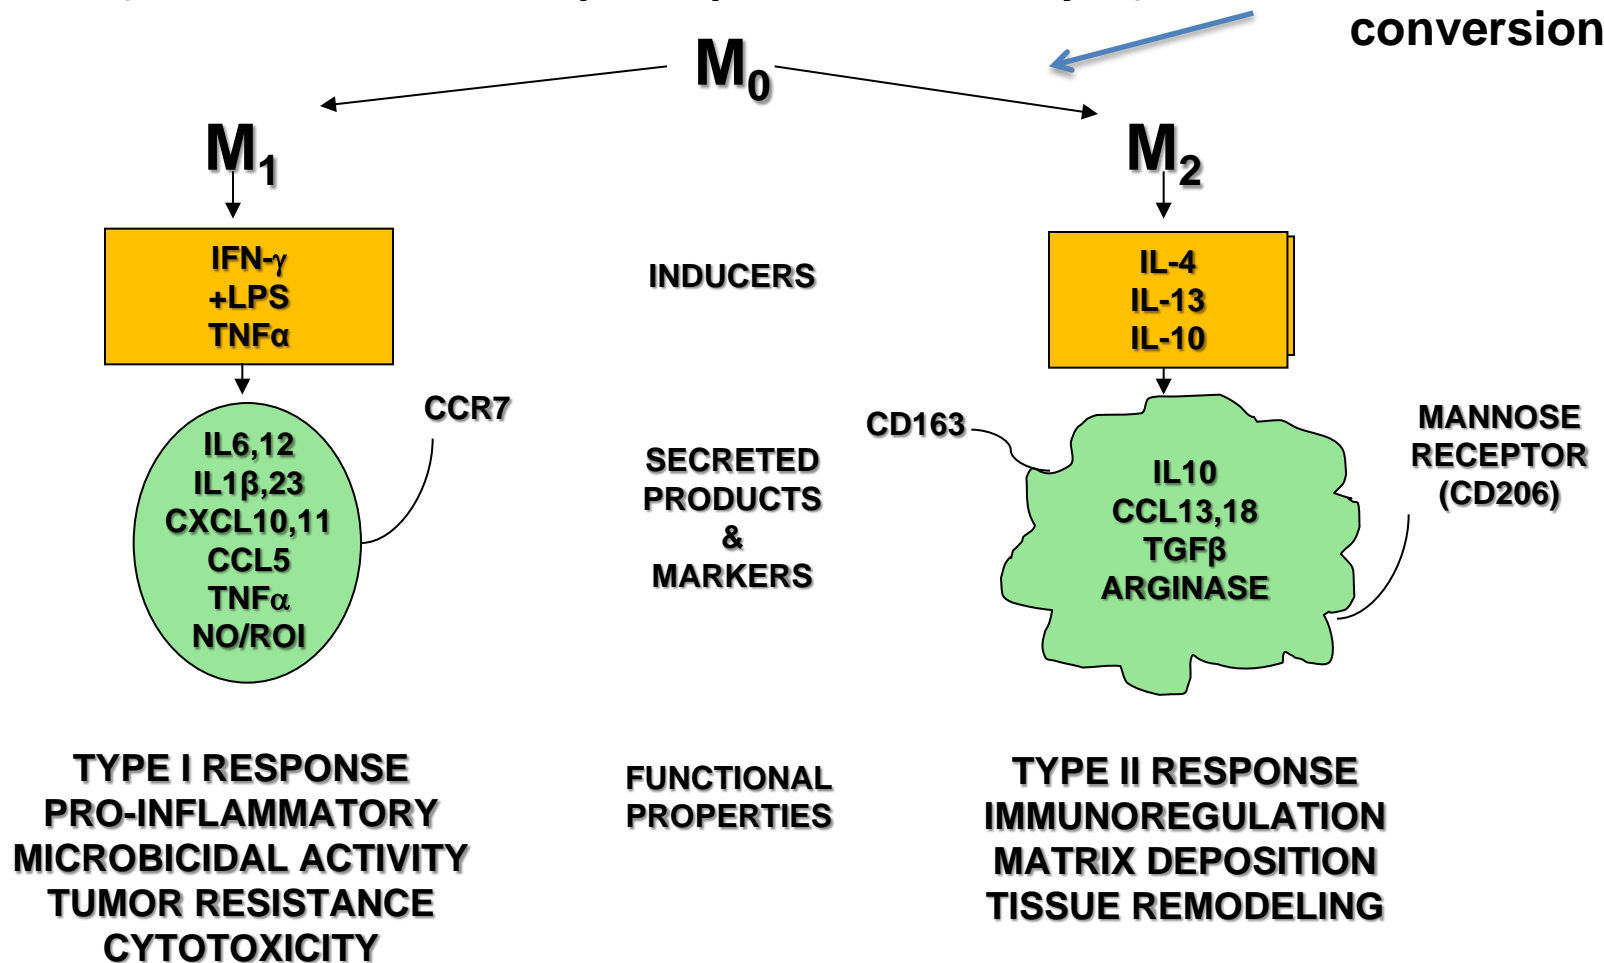 conversion
M0
M1
M2
IFN-γ
+LPS
TNFα
INDUCERS
IL-4
IL-13
IL-10
CCR7
IL6,12
IL1β,23
CXCL10,11
CCL5
TNFα
NO/ROI
SECRETED
PRODUCTS
&
MARKERS
CD163
IL10
CCL13,18
TGFβ
ARGINASE
MANNOSE
RECEPTOR
(CD206)
TYPE I RESPONSE
PRO-INFLAMMATORY
MICROBICIDAL ACTIVITY
TUMOR RESISTANCE
CYTOTOXICITY
FUNCTIONAL
PROPERTIES
TYPE II RESPONSE
IMMUNOREGULATION
MATRIX DEPOSITION
TISSUE REMODELING